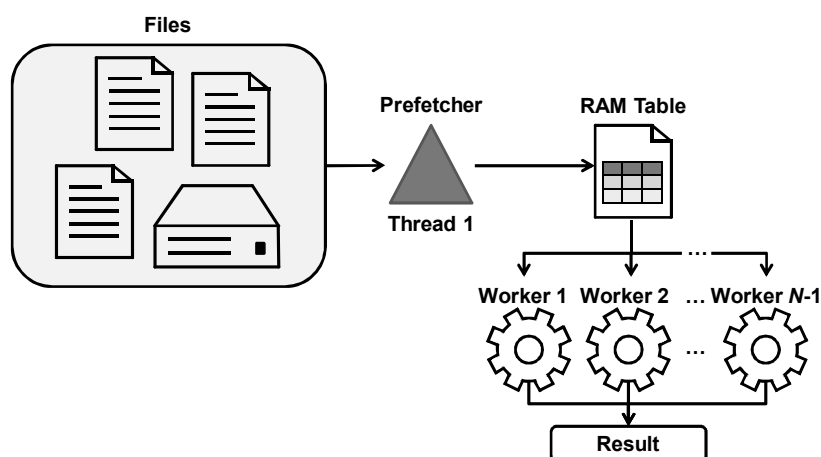 Files
Prefetcher
RAM Table
Thread 1
...
Worker 1 Worker 2 ... Worker N-1
...
Result